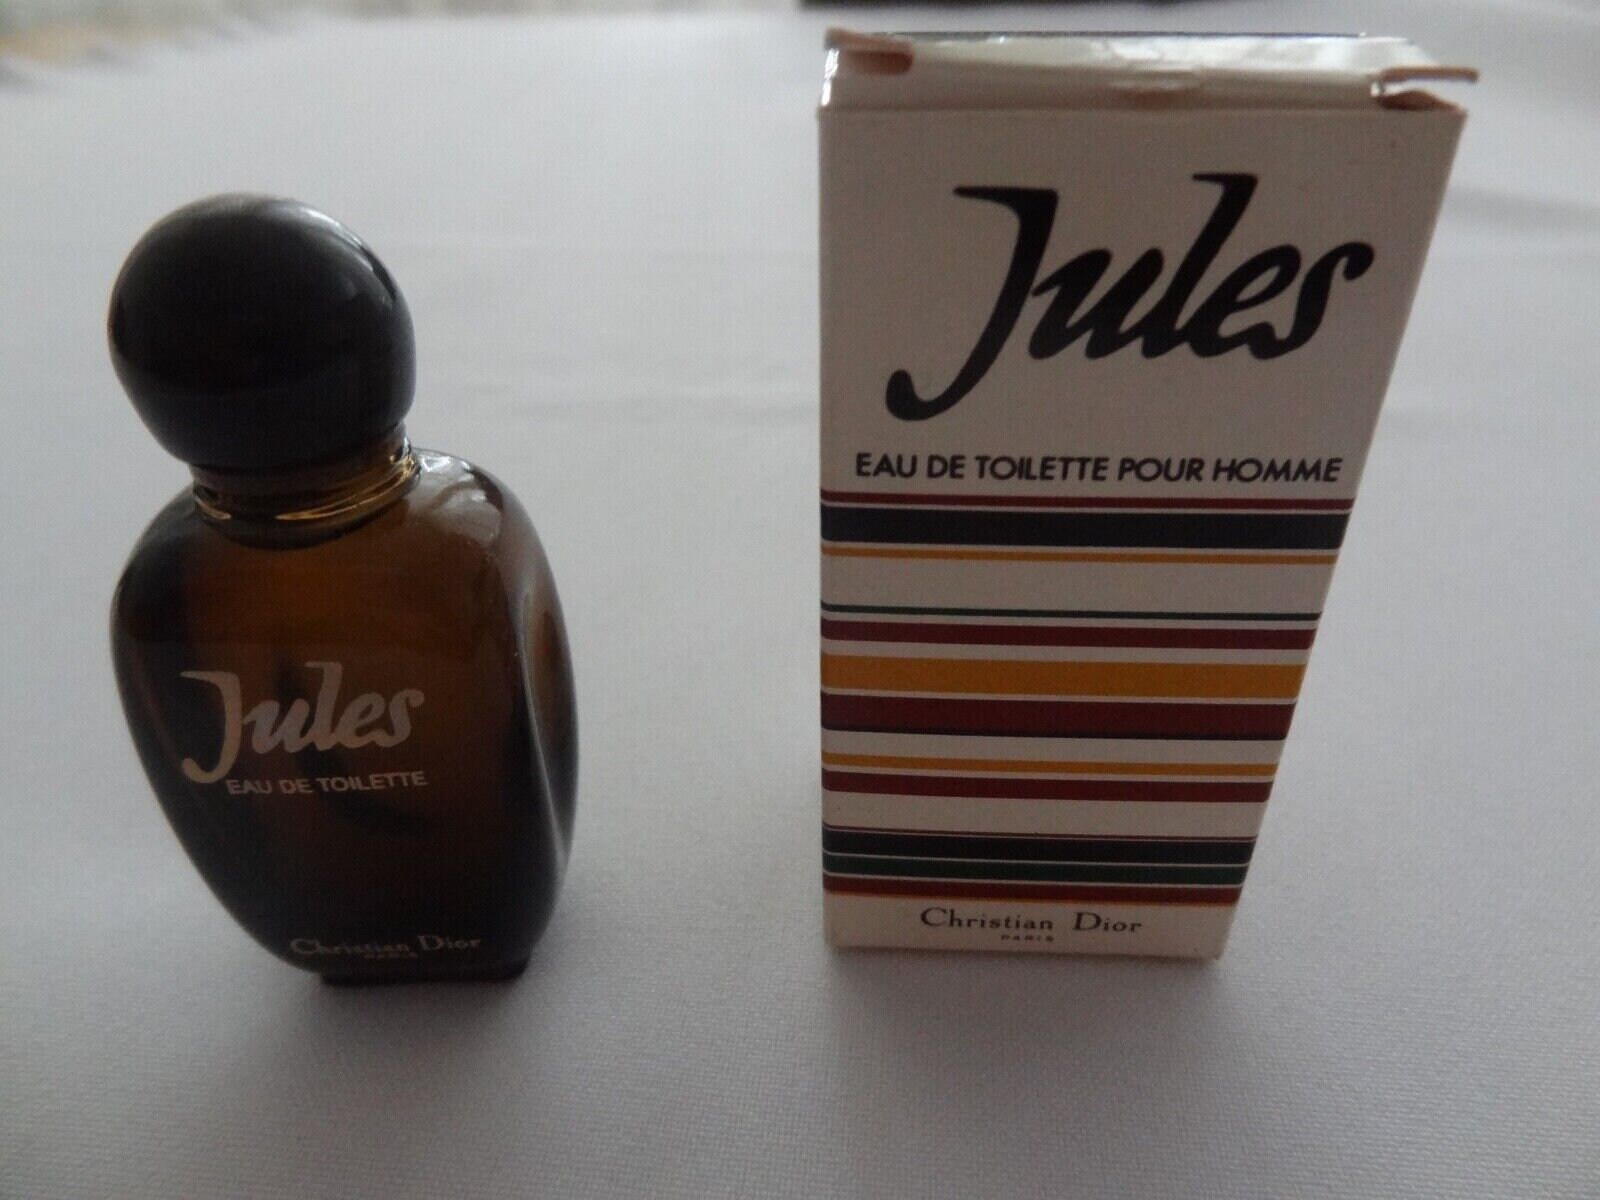 Jules
EAU DE TOILETTE
Christian Dior
PARIS
Jules
EAU DE TOILETTE POUR HOMME
Christian Dior
PARIS